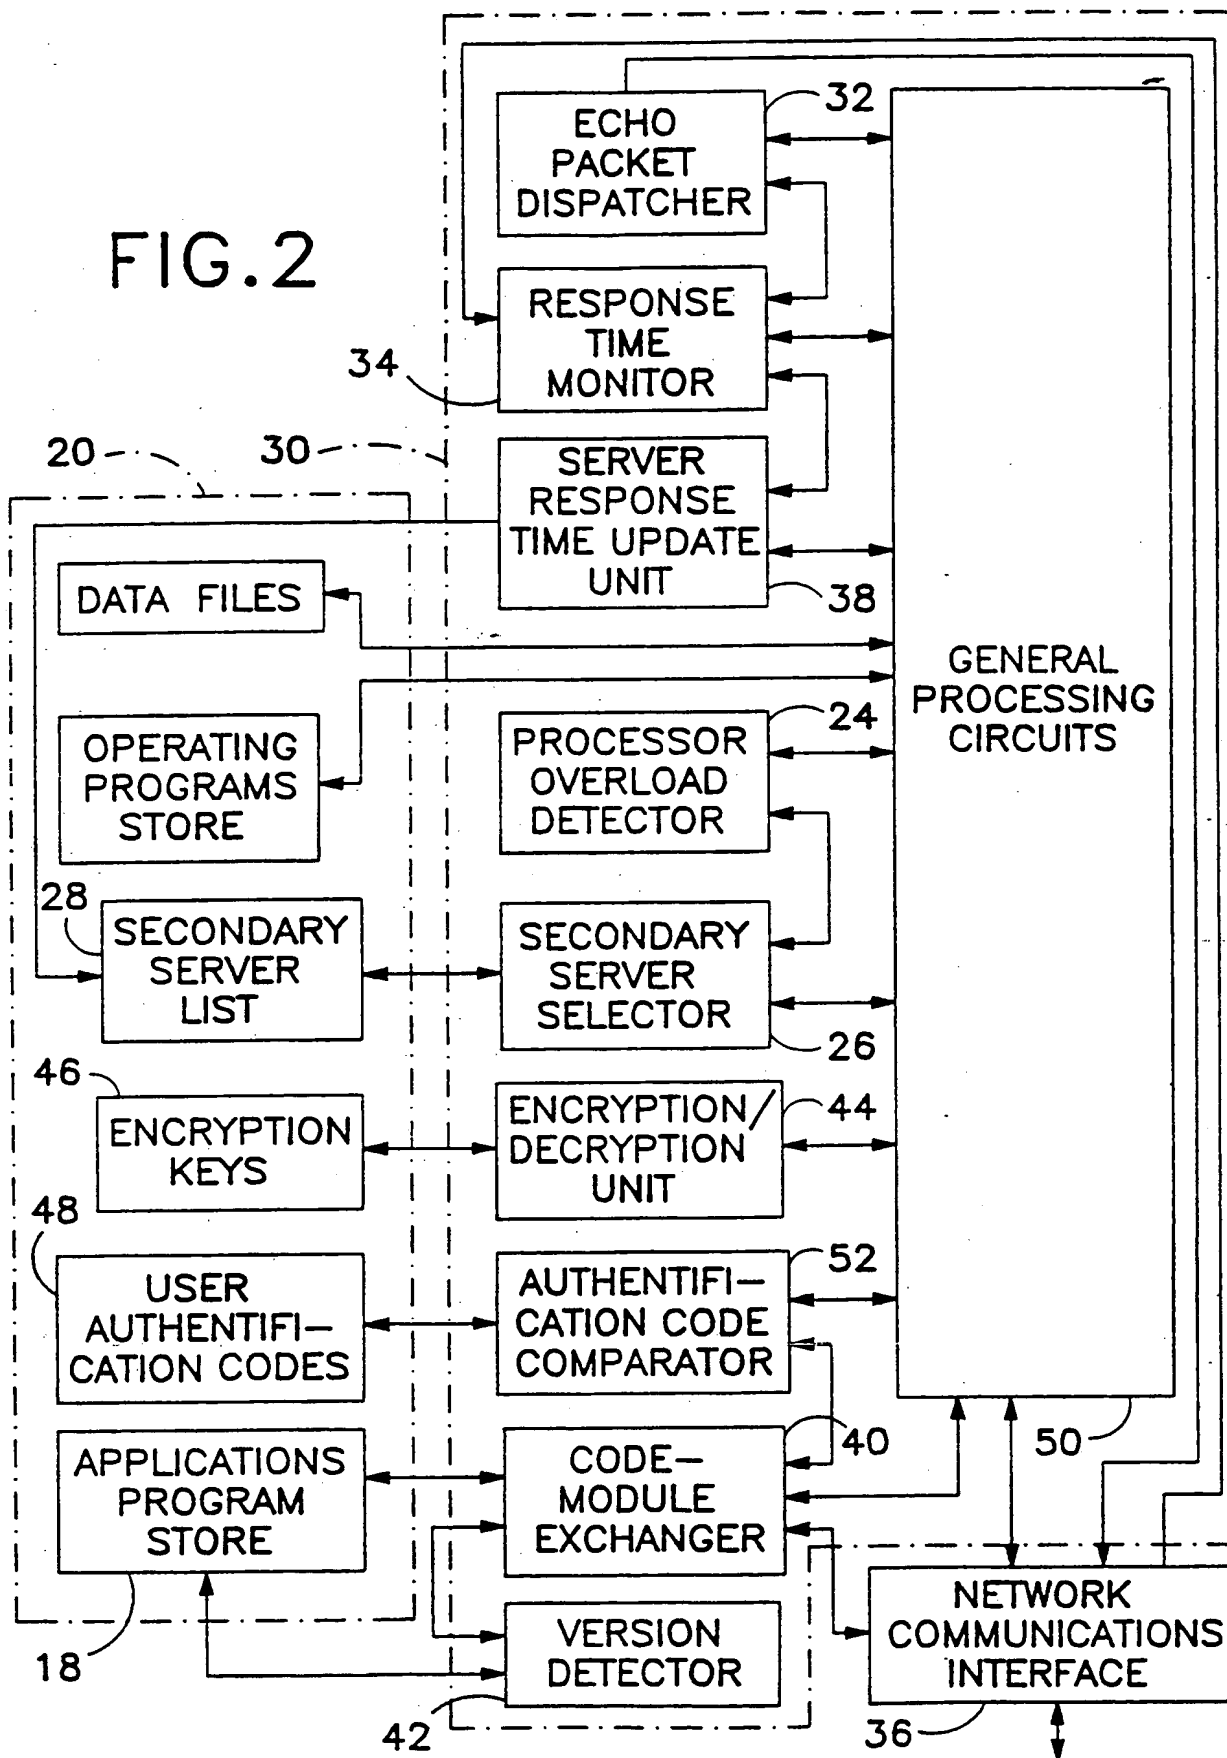 FIG.2
32
ECHO
PACKET
DISPATCHER
RESPONSE
TIME
MONITOR
34
20
30
SERVER
RESPONSE
TIME UPDATE
UNIT
38
DATA FILES
GENERAL
PROCESSING
CIRCUITS
OPERATING
PROGRAMS
STORE
24
PROCESSOR
OVERLOAD
DETECTOR
28
SECONDARY
SERVER
LIST
SECONDARY
SERVER
SELECTOR
26
46
ENCRYPTION
KEYS
ENCRYPTION/
DECRYPTION
UNIT
44
48
USER
AUTHENTIFI-
CATION CODES
52
AUTHENTIFI-
CATION CODE
COMPARATOR
APPLICATIONS
PROGRAM
STORE
18
40
CODE-
MODULE
EXCHANGER
50
VERSION
DETECTOR
42
NETWORK
COMMUNICATIONS
INTERFACE
36